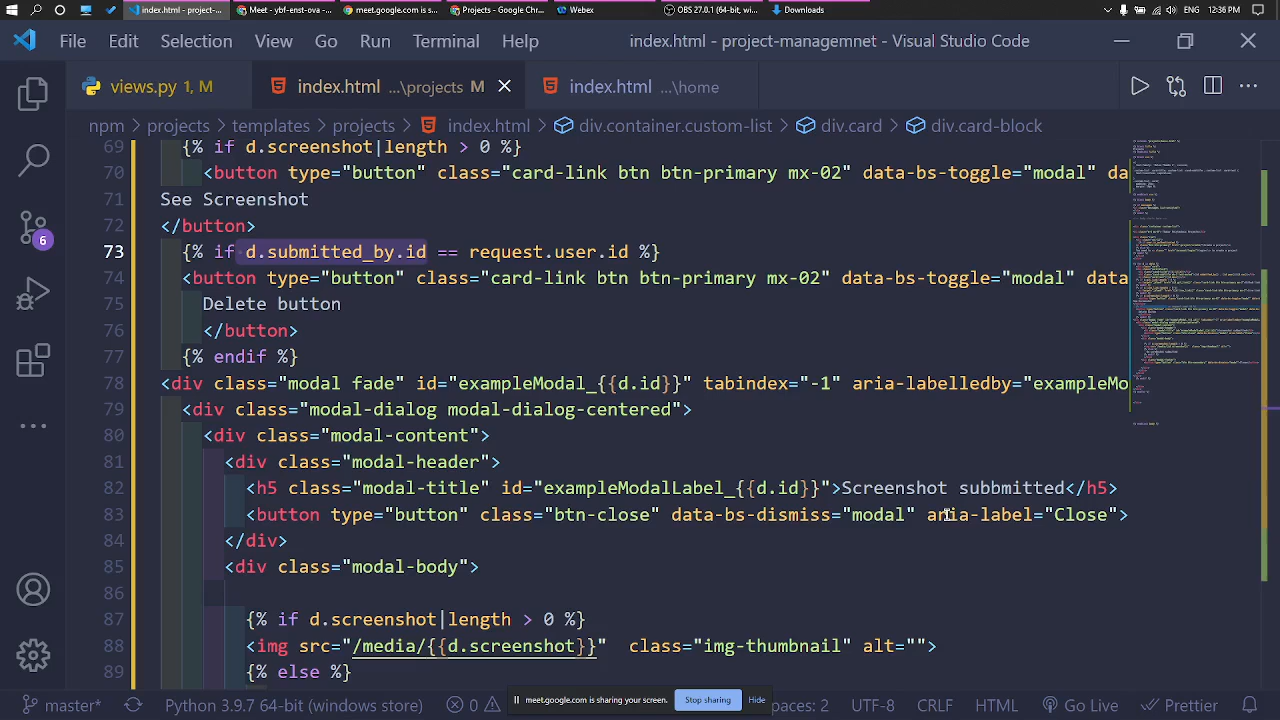 index.html - project-
Meet - ybf-enst-ova -
meet.google.com is s
Projects - Google Chr
Webex
OBS 27.0.1 (64-bit, wi
Downloads
ENG
12:36 PM
File Edit Selection View Go Run Terminal Help
index.html - project-managemnet - Visual Studio Code
views.py 1, M
index.html ...\projects M
index.html ...\home
npm > projects > templates > projects > index.html > div.container.custom-list > div.card > div.card-block
69 {% if d.screenshot|length > 0 %}
70 <button type="button" class="card-link btn btn-primary mx-02" data-bs-toggle="modal" da
71 See Screenshot
72 </button>
73 {% if d.submitted_by.id == request.user.id %}
74 <button type="button" class="card-link btn btn-primary mx-02" data-bs-toggle="modal" da
75 Delete button
76 </button>
77 {% endif %}
78 <div class="modal fade" id="exampleModal_{{d.id}}" tabindex="-1" aria-labelledby="exampleMo
79 <div class="modal-dialog modal-dialog-centered">
80 <div class="modal-content">
81 <div class="modal-header">
82 <h5 class="modal-title" id="exampleModalLabel_{{d.id}}">Screenshot subbmitted</h5>
83 <button type="button" class="btn-close" data-bs-dismiss="modal" aria-label="Close">
84 </div>
85 <div class="modal-body">
86
87 {% if d.screenshot|length > 0 %}
88 <img src="/media/{{d.screenshot}}" class="img-thumbnail" alt="">
89 {% else %}
6
master*
Python 3.9.7 64-bit (windows store)
0
meet.google.com is sharing your screen.
Stop sharing
Hide
paces: 2
UTF-8
CRLF
HTML
Go Live
Prettier